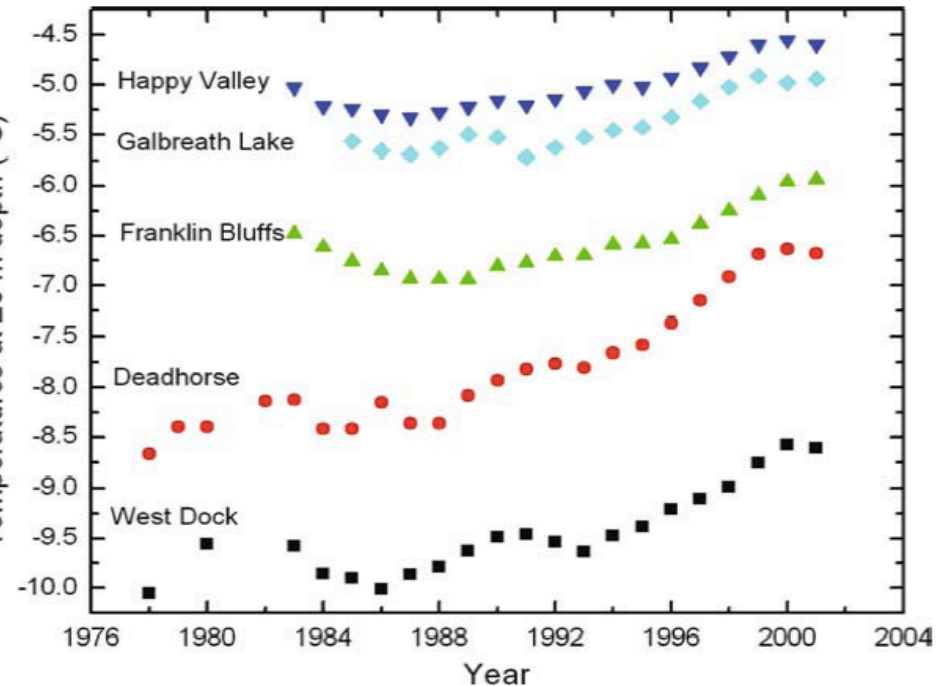 -4.5
-5.0
-5.5
-6.0
-6.5
-7.0
-7.5
-8.0
-8.5
-9.0
-9.5
-10.0
Happy Valley
Galbreath Lake
Franklin Bluffs
Deadhorse
West Dock
1976 1980 1984 1988 1992 1996 2000 2004
Year